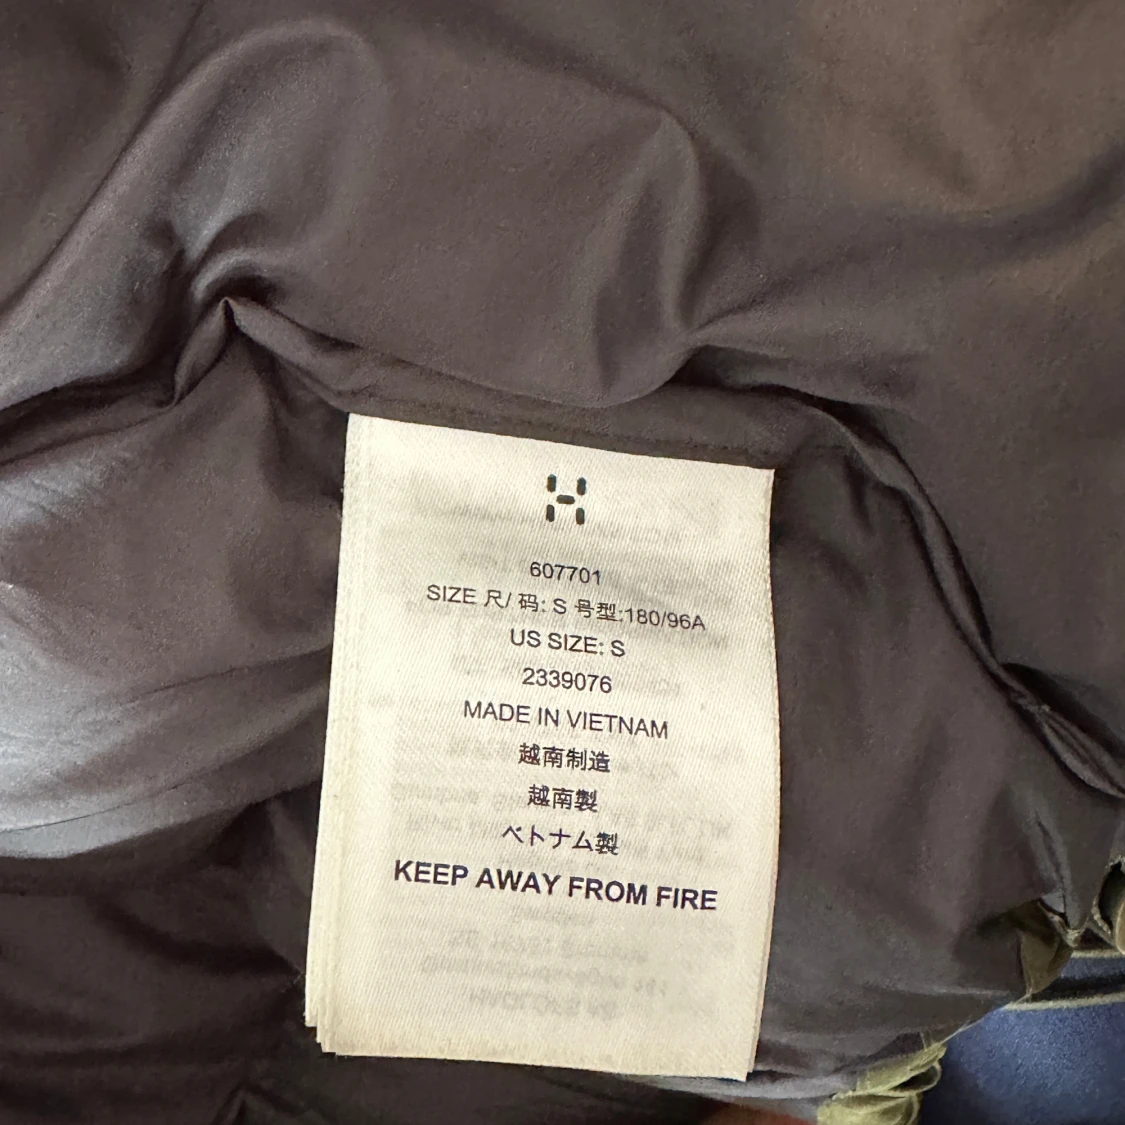 607701
SIZE 尺/ 码: S 号型:180/96A
US SIZE: S
2339076
MADE IN VIETNAM
越南制造
越南製
ベトナム製
KEEP AWAY FROM FIRE